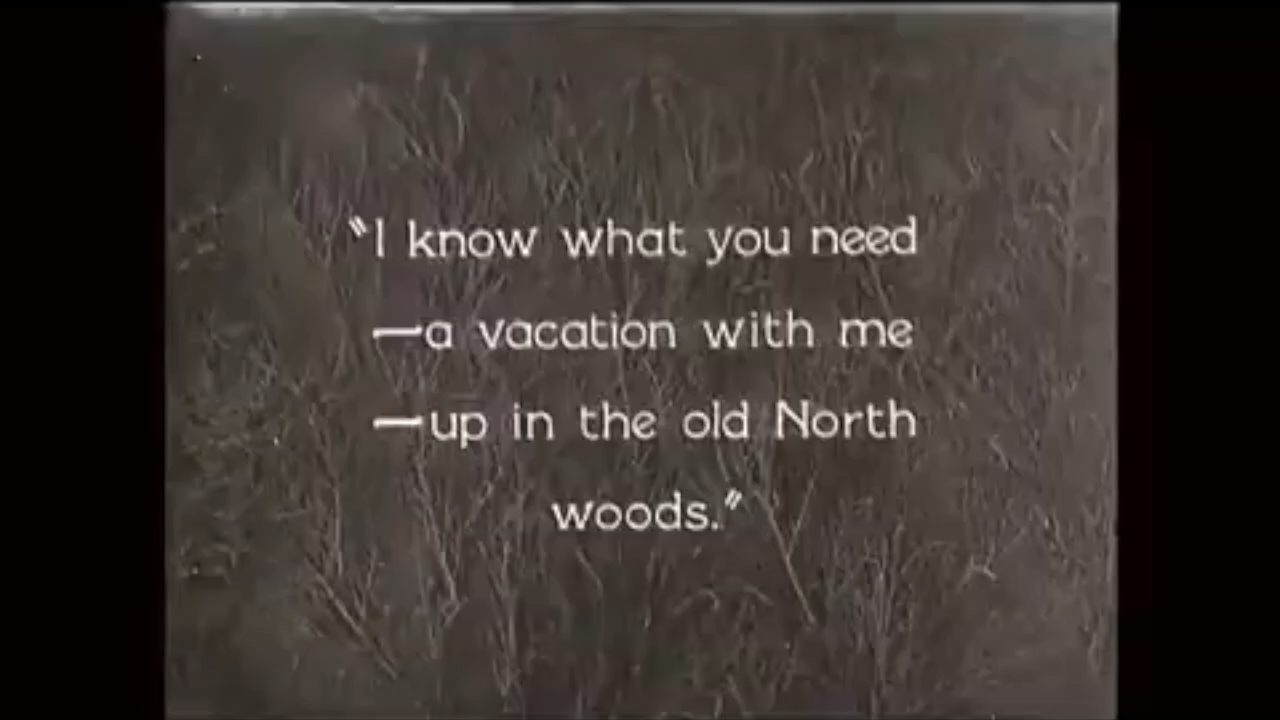 "I know what you need
—a vacation with me
—up in the old North
woods."